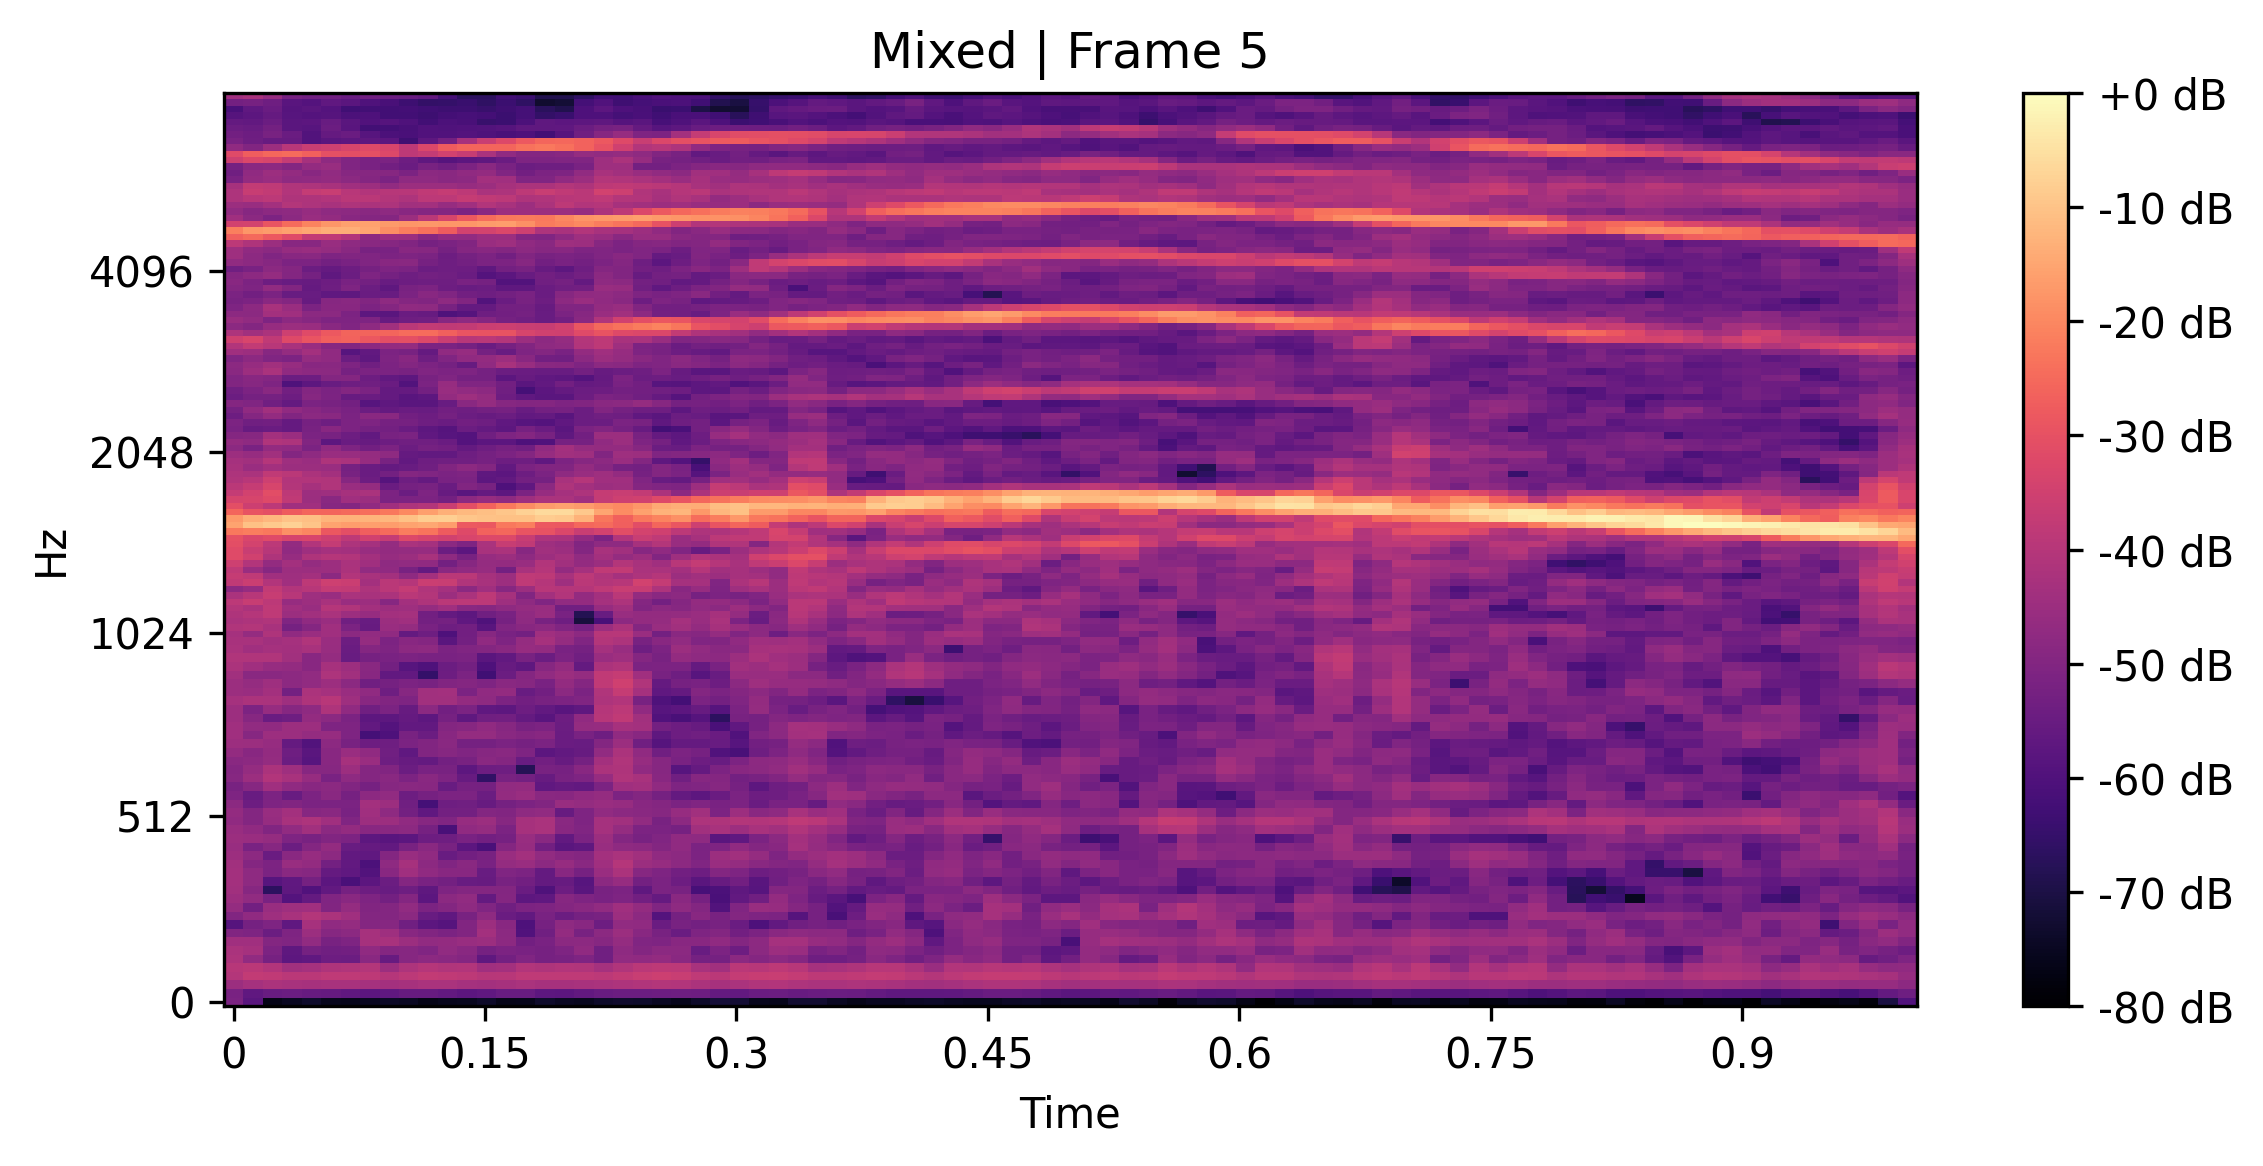 Mixed | Frame 5
Hz
4096
2048
1024
512
0
0 0.15 0.3 0.45 0.6 0.75 0.9
Time
+0 dB
-10 dB
-20 dB
-30 dB
-40 dB
-50 dB
-60 dB
-70 dB
-80 dB